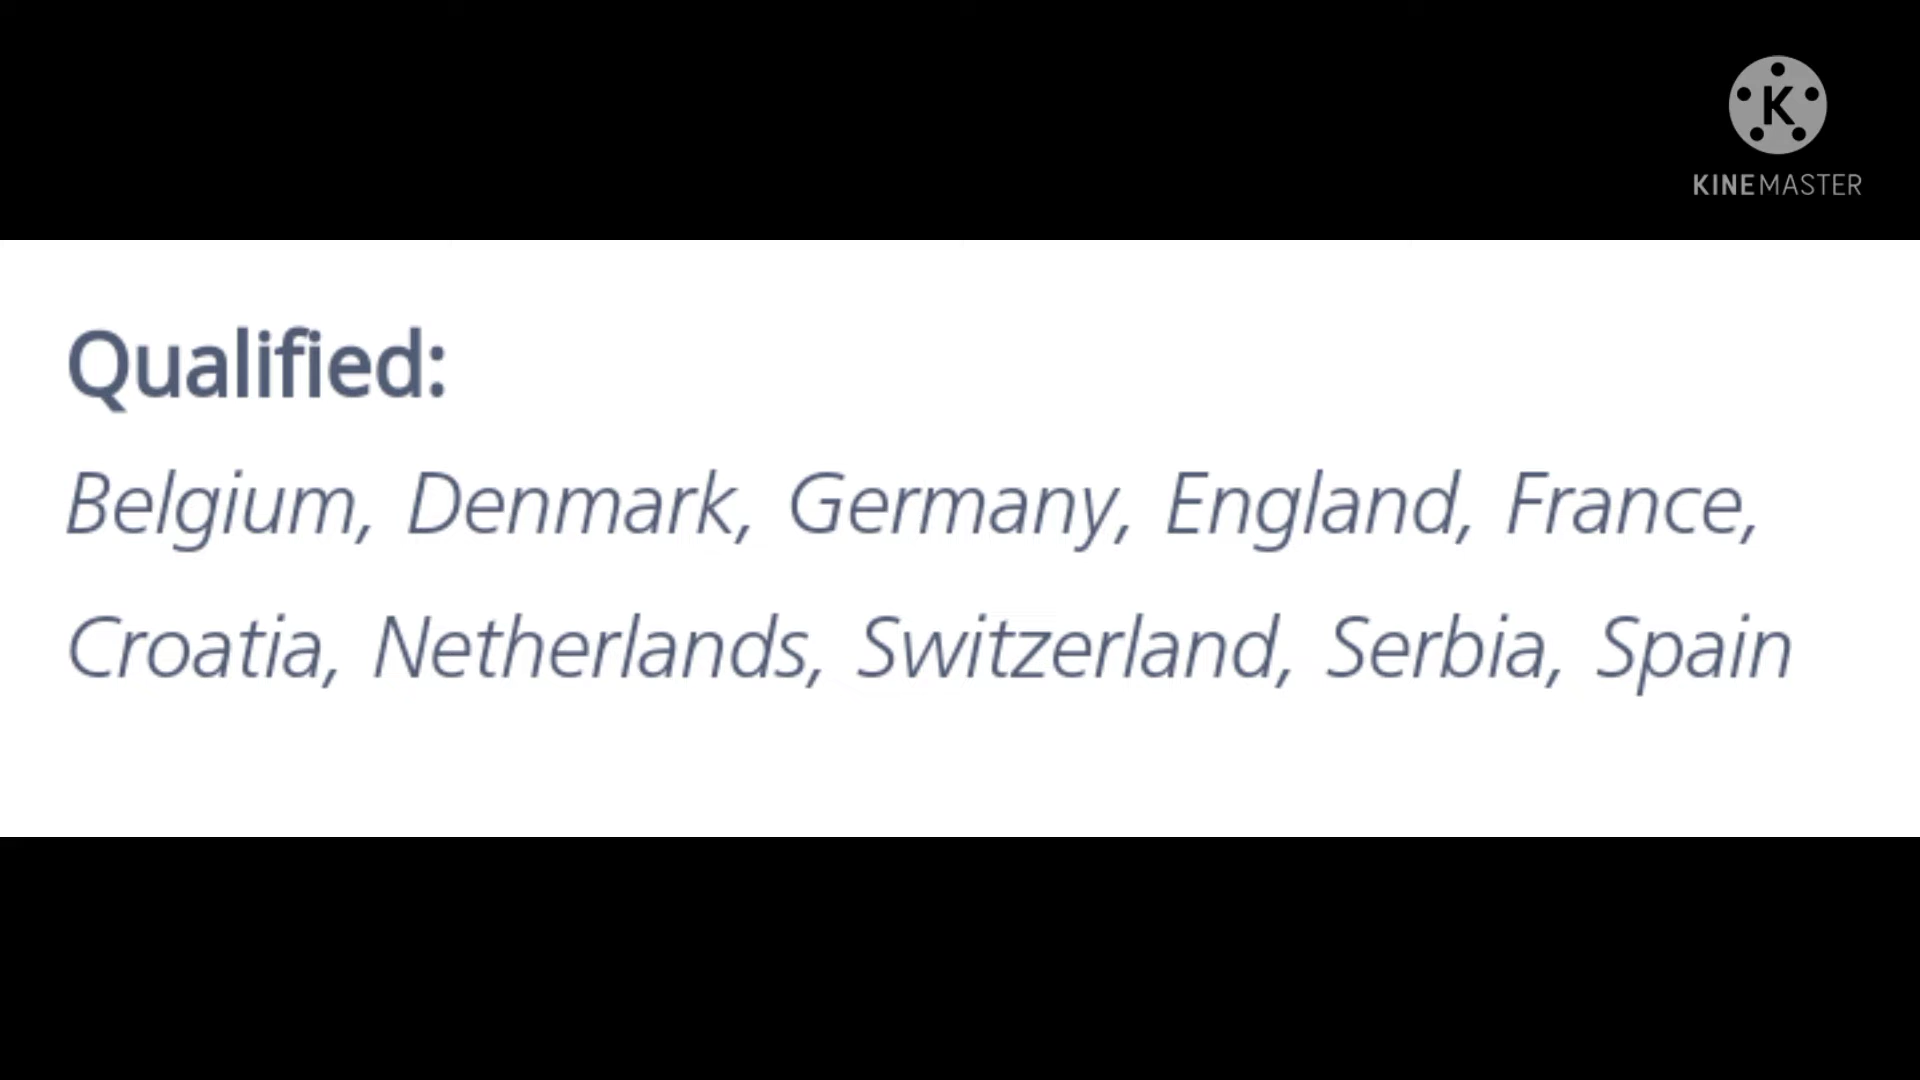 K
KINEMASTER
Qualified:
Belgium, Denmark, Germany, England, France,
Croatia, Netherlands, Switzerland, Serbia, Spain